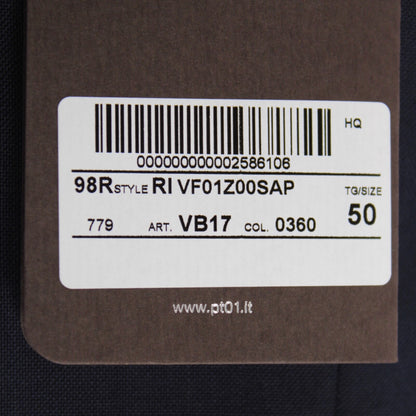 HQ
000000000002586106
98R STYLE RI VF01Z00SAP TG/SIZE
779 ART. VB17 COL. 0360 50
www.pt01.it